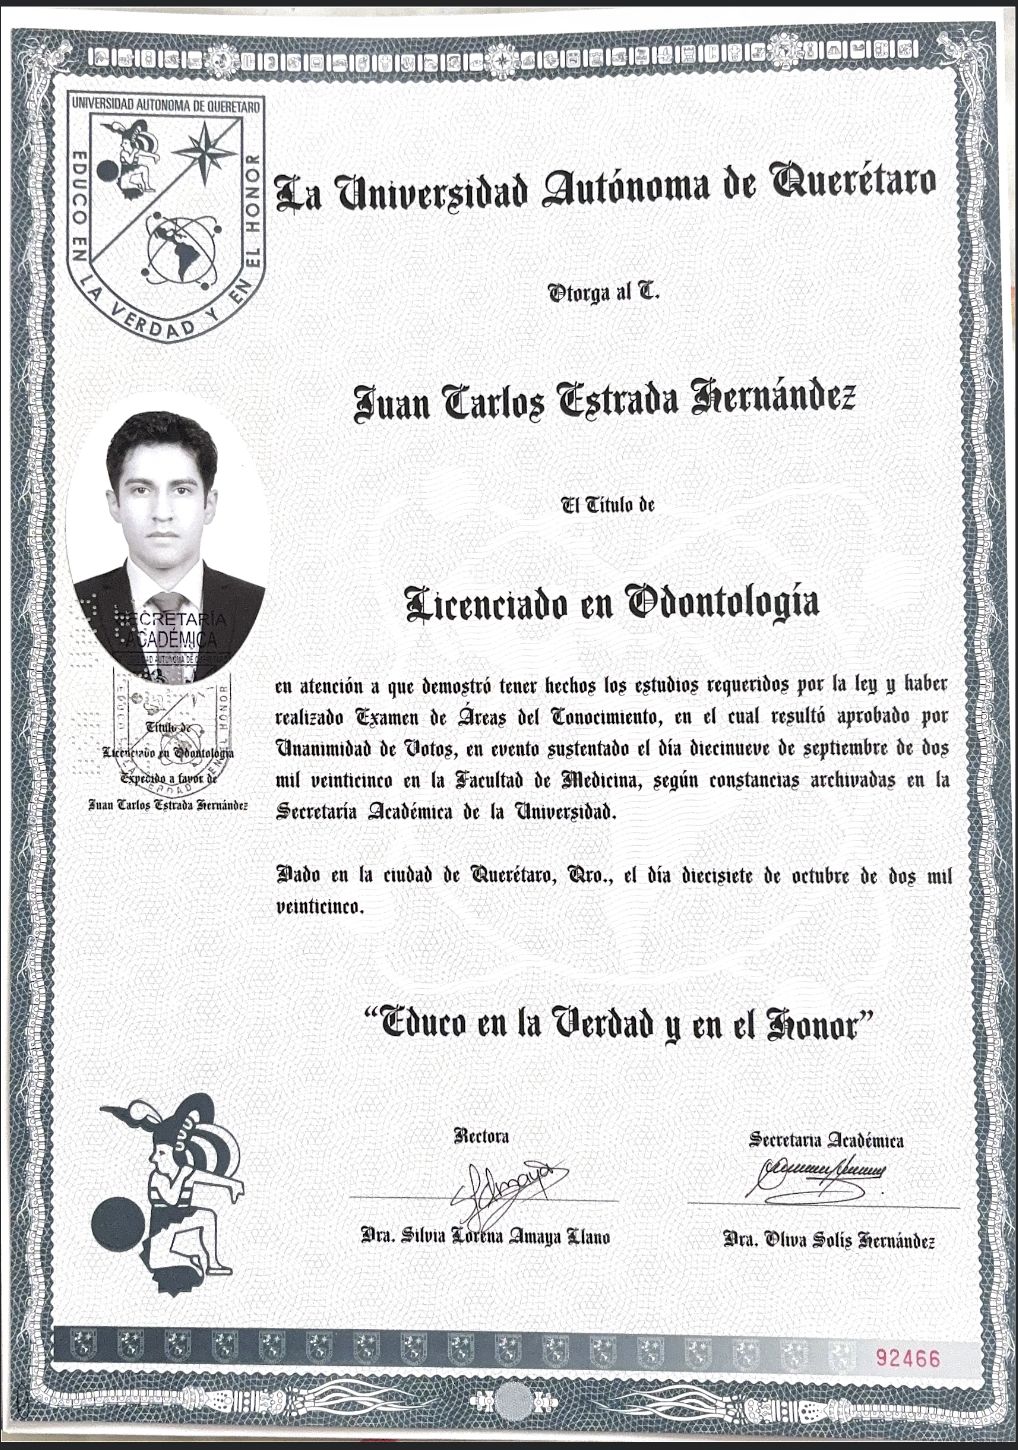 UNIVERSIDAD AUTONOMA DE QUERETARO
EDUCO EN LA VERDAD Y EN EL HONOR
La Universidad Autónoma de Querétaro
Otorga al C.
Juan Carlos Estrada Hernández
El Título de
Licenciado en Odontología
en atención a que demostró tener hechos los estudios requeridos por la ley y haber
realizado Examen de Áreas del Conocimiento, en el cual resultó aprobado por
Unanimidad de Votos, en evento sustentado el día diecinueve de septiembre de dos
mil veinticinco en la Facultad de Medicina, según constancias archivadas en la
Secretaría Académica de la Universidad.
Dado en la ciudad de Querétaro, Qro., el día diecisiete de octubre de dos mil
veinticinco.
SECRETARÍA
ACADÉMICA
Título de
Licenciado en Odontología
Expedido a favor de
Juan Carlos Estrada Hernández
“Educo en la Verdad y en el Honor”
Rectora
Dra. Silvia Lorena Amaya Llano
Secretaria Académica
Dra. Oliva Solís Hernández
92466